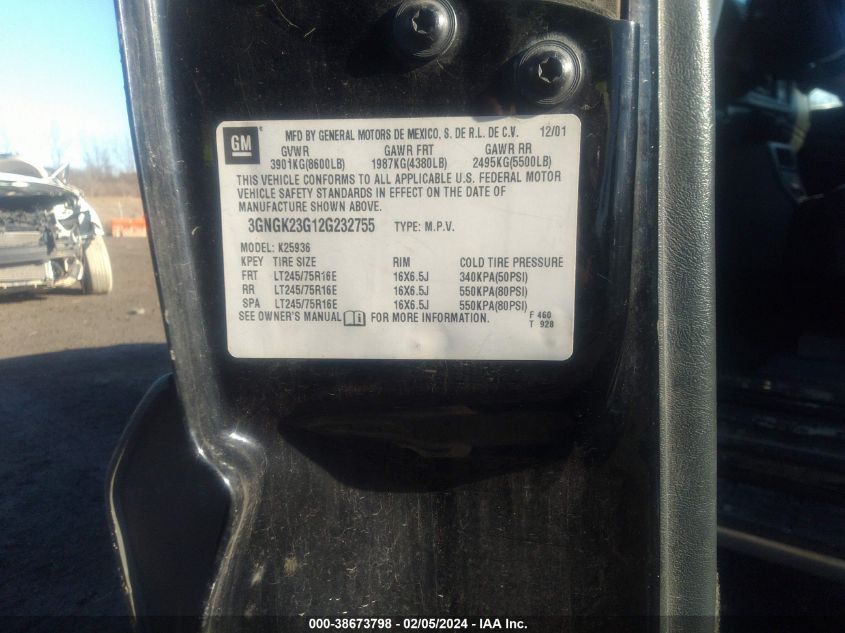 GM ® MFD BY GENERAL MOTORS DE MEXICO, S. DE R.L. DE C.V. 12/01
GVWR GAWR FRT GAWR RR
3901KG(8600LB) 1987KG(4380LB) 2495KG(5500LB)
THIS VEHICLE CONFORMS TO ALL APPLICABLE U.S. FEDERAL MOTOR
VEHICLE SAFETY STANDARDS IN EFFECT ON THE DATE OF
MANUFACTURE SHOWN ABOVE.
3GNGK23G12G232755 TYPE: M.P.V.
MODEL: K25936
KPEY TIRE SIZE RIM COLD TIRE PRESSURE
FRT LT245/75R16E 16X6.5J 340KPA(50PSI)
RR LT245/75R16E 16X6.5J 550KPA(80PSI)
SPA LT245/75R16E 16X6.5J 550KPA(80PSI)
SEE OWNER'S MANUAL FOR MORE INFORMATION. F 460
T 928
000-38673798 - 02/05/2024 - IAA Inc.